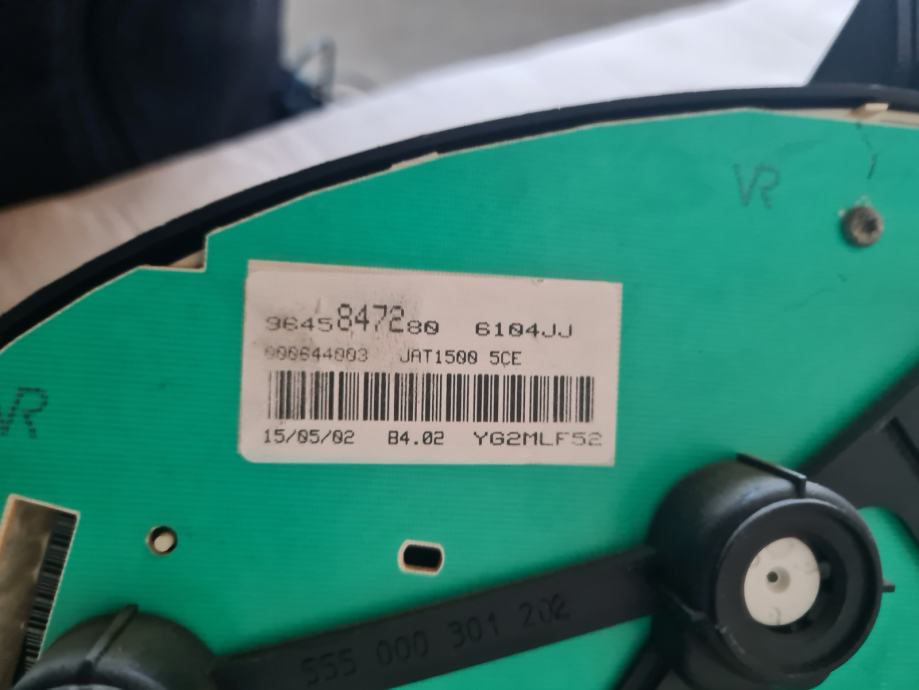 VR
9645847280 6104JJ
000644003 JAT1500 5CE
15/05/02 B4.02 YG2MLF52
VR
555 000 301 202